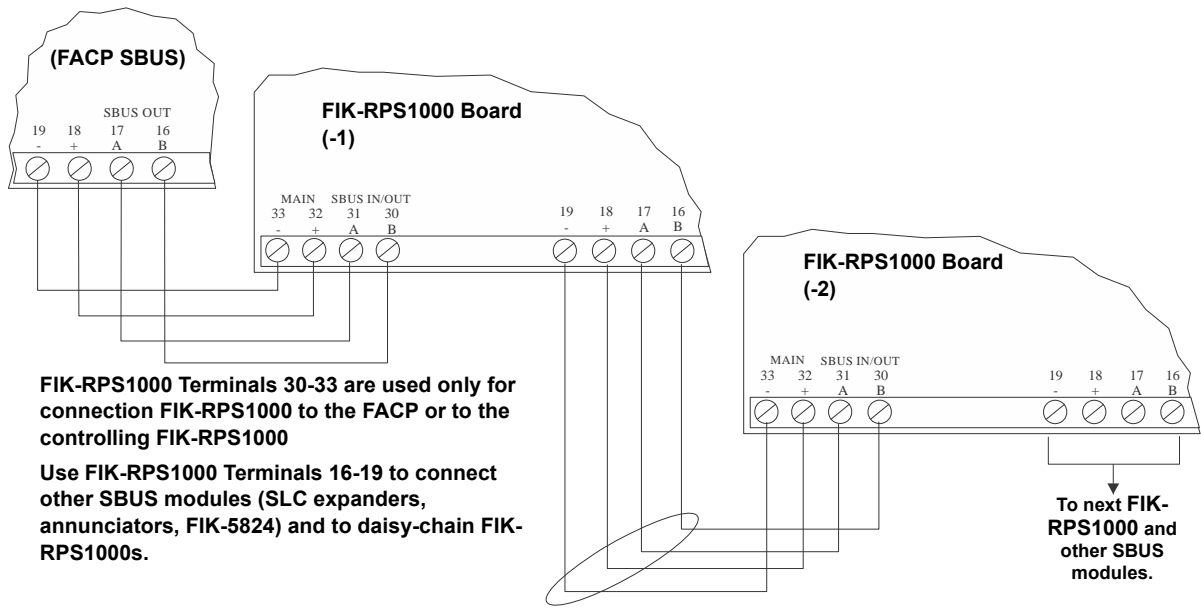 (FACP SBUS)
SBUS OUT
19 18 17 16
- + A B
FIK-RPS1000 Board
(-1)
MAIN SBUS IN/OUT
33 32 31 30
- + A B
19 18 17 16
- + A B
FIK-RPS1000 Board
(-2)
MAIN SBUS IN/OUT
33 32 31 30
- + A B
19 18 17 16
- + A B
FIK-RPS1000 Terminals 30-33 are used only for
connection FIK-RPS1000 to the FACP or to the
controlling FIK-RPS1000
Use FIK-RPS1000 Terminals 16-19 to connect
other SBUS modules (SLC expanders,
annunciators, FIK-5824) and to daisy-chain FIK-
RPS1000s.
To next FIK-
RPS1000 and
other SBUS
modules.